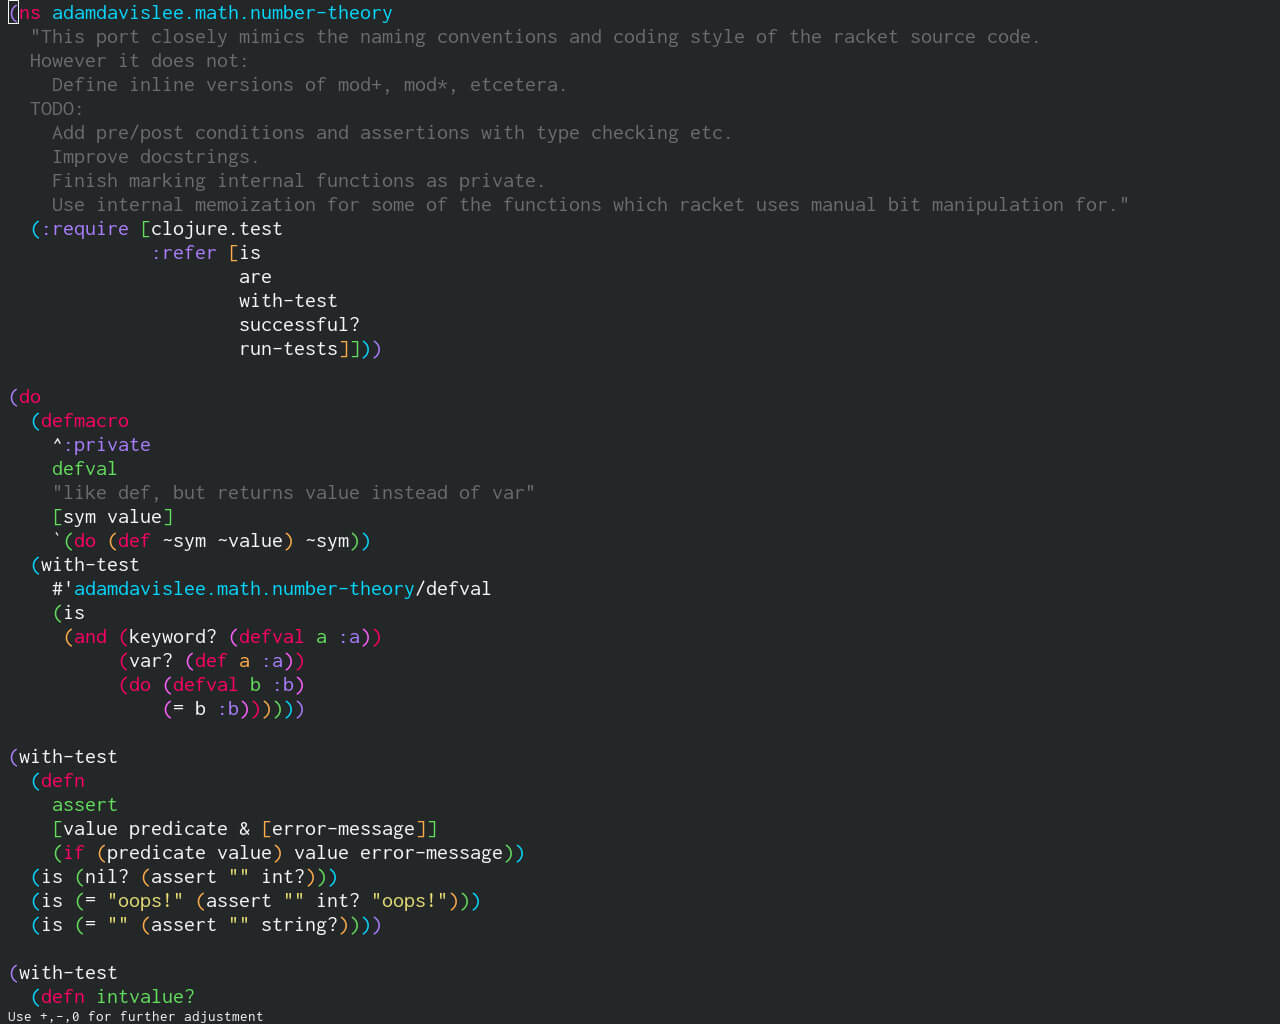 (ns adamdavislee.math.number-theory
  "This port closely mimics the naming conventions and coding style of the racket source code.
  However it does not:
    Define inline versions of mod+, mod*, etcetera.
  TODO:
    Add pre/post conditions and assertions with type checking etc.
    Improve docstrings.
    Finish marking internal functions as private.
    Use internal memoization for some of the functions which racket uses manual bit manipulation for."
  (:require [clojure.test
             :refer [is
                     are
                     with-test
                     successful?
                     run-tests]]))

(do
  (defmacro
    ^:private
    defval
    "like def, but returns value instead of var"
    [sym value]
    `(do (def ~sym ~value) ~sym))
  (with-test
    #'adamdavislee.math.number-theory/defval
    (is
     (and (keyword? (defval a :a))
          (var? (def a :a))
          (do (defval b :b)
              (= b :b))))))

(with-test
  (defn
    assert
    [value predicate & [error-message]]
    (if (predicate value) value error-message))
  (is (nil? (assert "" int?)))
  (is (= "oops!" (assert "" int? "oops!")))
  (is (= "" (assert "" string?))))

(with-test
  (defn intvalue?
Use +,-,0 for further adjustment